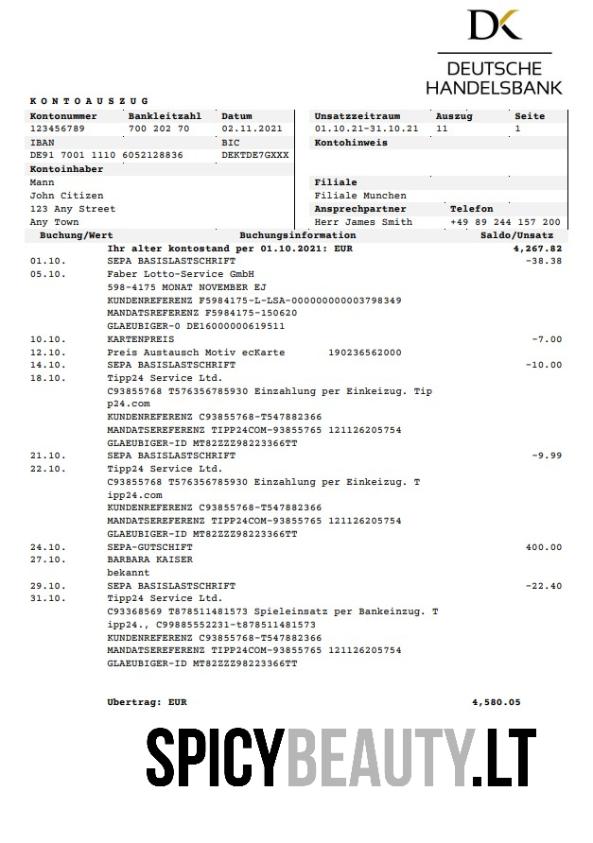 DK
DEUTSCHE
HANDELSBANK
KONTOAUSZUG
Kontonummer Bankleitzahl Datum Unsatzzeitraum Auszug Seite
123456789 700 202 70 02.11.2021 01.10.21-31.10.21 11 1
IBAN BIC Kontohinweis
DE91 7001 1110 6052128836 DEKTDE7GXXX
Kontoinhaber
Mann Filiale
John Citizen Filiale Munchen
123 Any Street Ansprechpartner Telefon
Any Town Herr James Smith +49 89 244 157 200
Buchung/Wert Buchungsinformation Saldo/Unsatz
Ihr alter kontostand per 01.10.2021: EUR 4,267.82
01.10. SEPA BASISLASTSCHRIFT -38.38
05.10. Faber Lotto-Service GmbH
598-4175 MONAT NOVEMBER EJ
KUNDENREFERENZ F5984175-L-LSA-0000000000003798349
MANDATSREFERENZ F5984175-150620
GLAEUBIGER-0 DE16000000619511
10.10. KARTENPREIS -7.00
12.10. Preis Austausch Motiv ecKarte 190236562000
14.10. SEPA BASISLASTSCHRIFT -10.00
18.10. Tipp24 Service Ltd.
C93855768 T576356785930 Einzahlung per Einkeizug. Tip
p24.com
KUNDENREFERENZ C93855768-T547882366
MANDATSEREFERENZ TIPP24COM-93855765 121126205754
GLAEUBIGER-ID MT82ZZZ98223366TT
21.10. SEPA BASISLASTSCHRIFT -9.99
22.10. Tipp24 Service Ltd.
C93855768 T576356785930 Einzahlung per Einkeizug. T
ipp24.com
KUNDENREFERENZ C93855768-T547882366
MANDATSEREFERENZ TIPP24COM-93855765 121126205754
GLAEUBIGER-ID MT82ZZZ98223366TT
24.10. SEPA-GUTSCHIFT 400.00
27.10. BARBARA KAISER
bekannt
29.10. SEPA BASISLASTSCHRIFT -22.40
31.10. Tipp24 Service Ltd.
C93368569 T878511481573 Spieleinsatz per Bankeinzug. T
ipp24., C99885552231-t878511481573
KUNDENREFERENZ C93855768-T547882366
MANDATSEREFERENZ TIPP24COM-93855765 121126205754
GLAEUBIGER-ID MT82ZZZ98223366TT
Ubertrag: EUR 4,580.05
SPICYBEAUTY.LT